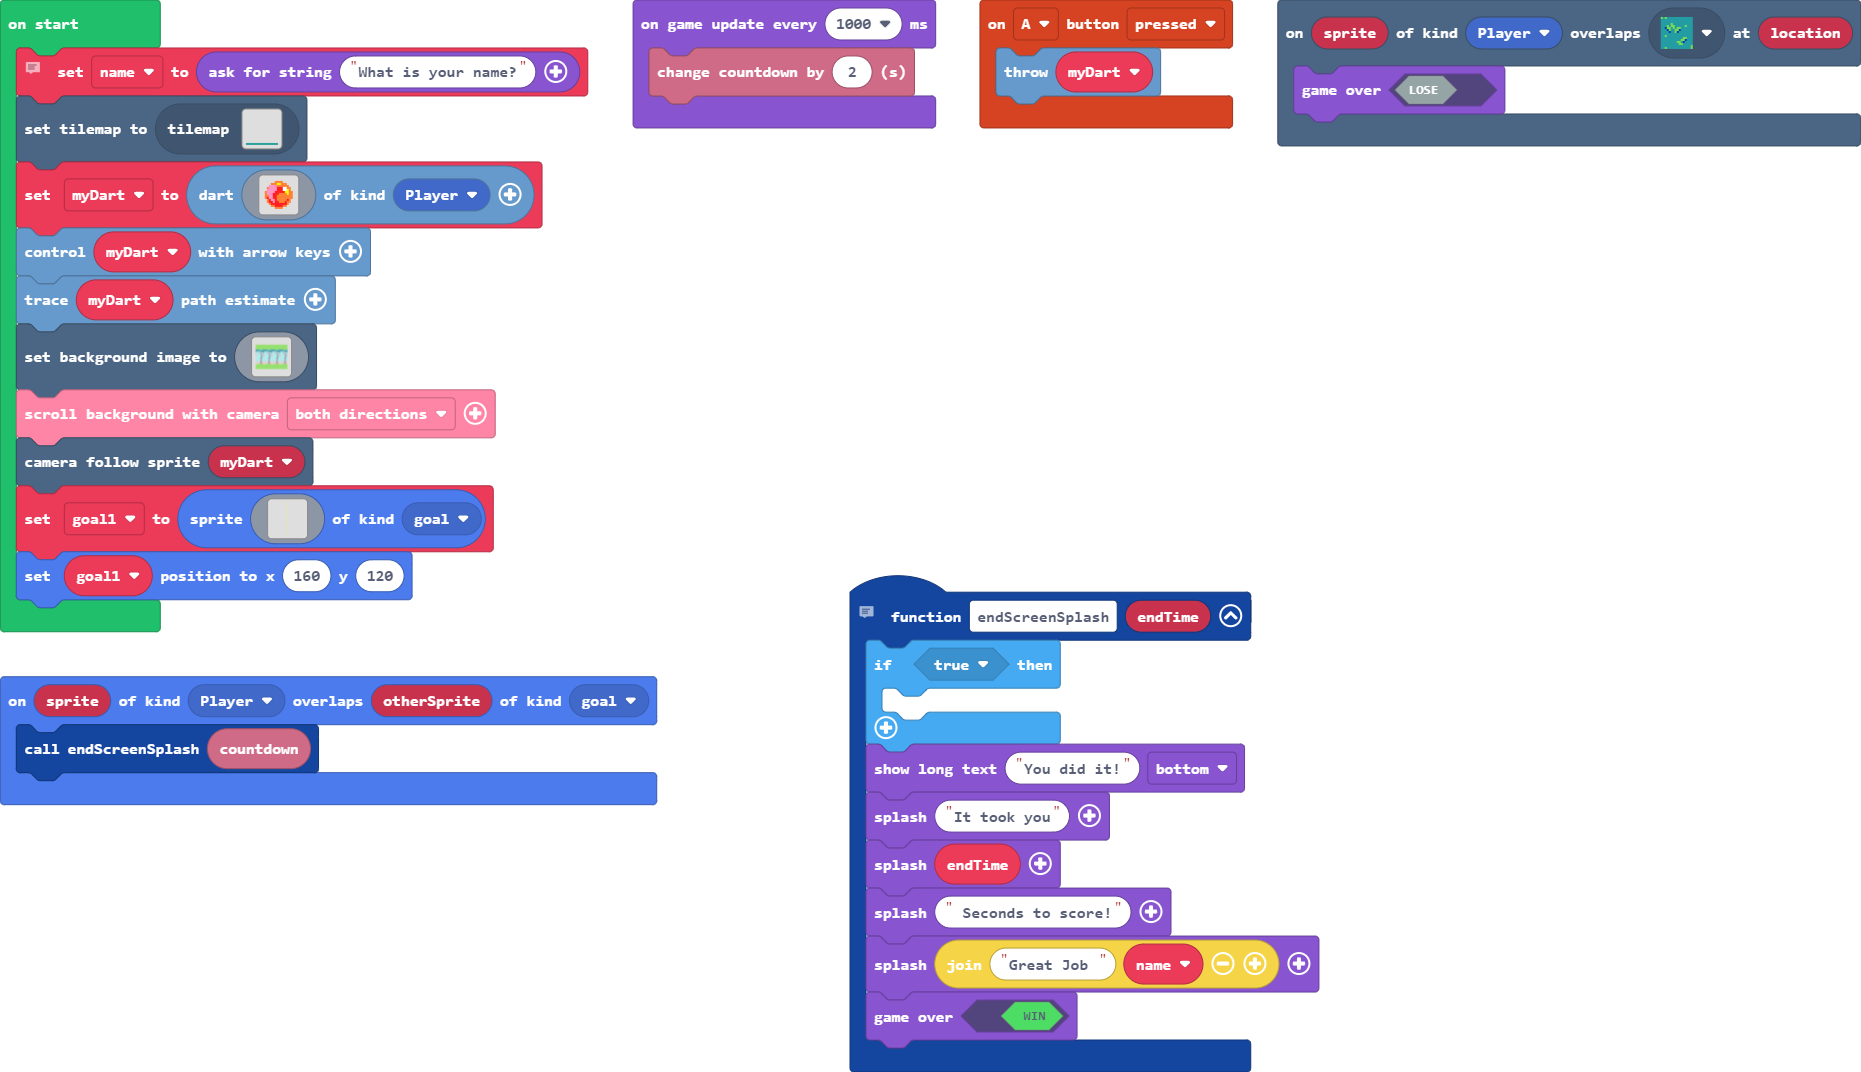 on start
set name to ask for string "What is your name?"
set tilemap to tilemap
set myDart to dart of kind Player
control myDart with arrow keys
trace myDart path estimate
set background image to
scroll background with camera both directions
camera follow sprite myDart
set goal1 to sprite of kind goal
set goal1 position to x 160 y 120
on sprite of kind Player overlaps otherSprite of kind goal
call endScreenSplash countdown
on game update every 1000 ms
change countdown by 2 (s)
on A button pressed
throw myDart
on sprite of kind Player overlaps at location
game over LOSE
function endScreenSplash endTime
if true then
show long text "You did it!" bottom
splash "It took you"
splash endTime
splash " Seconds to score!"
splash join "Great Job " name
game over WIN